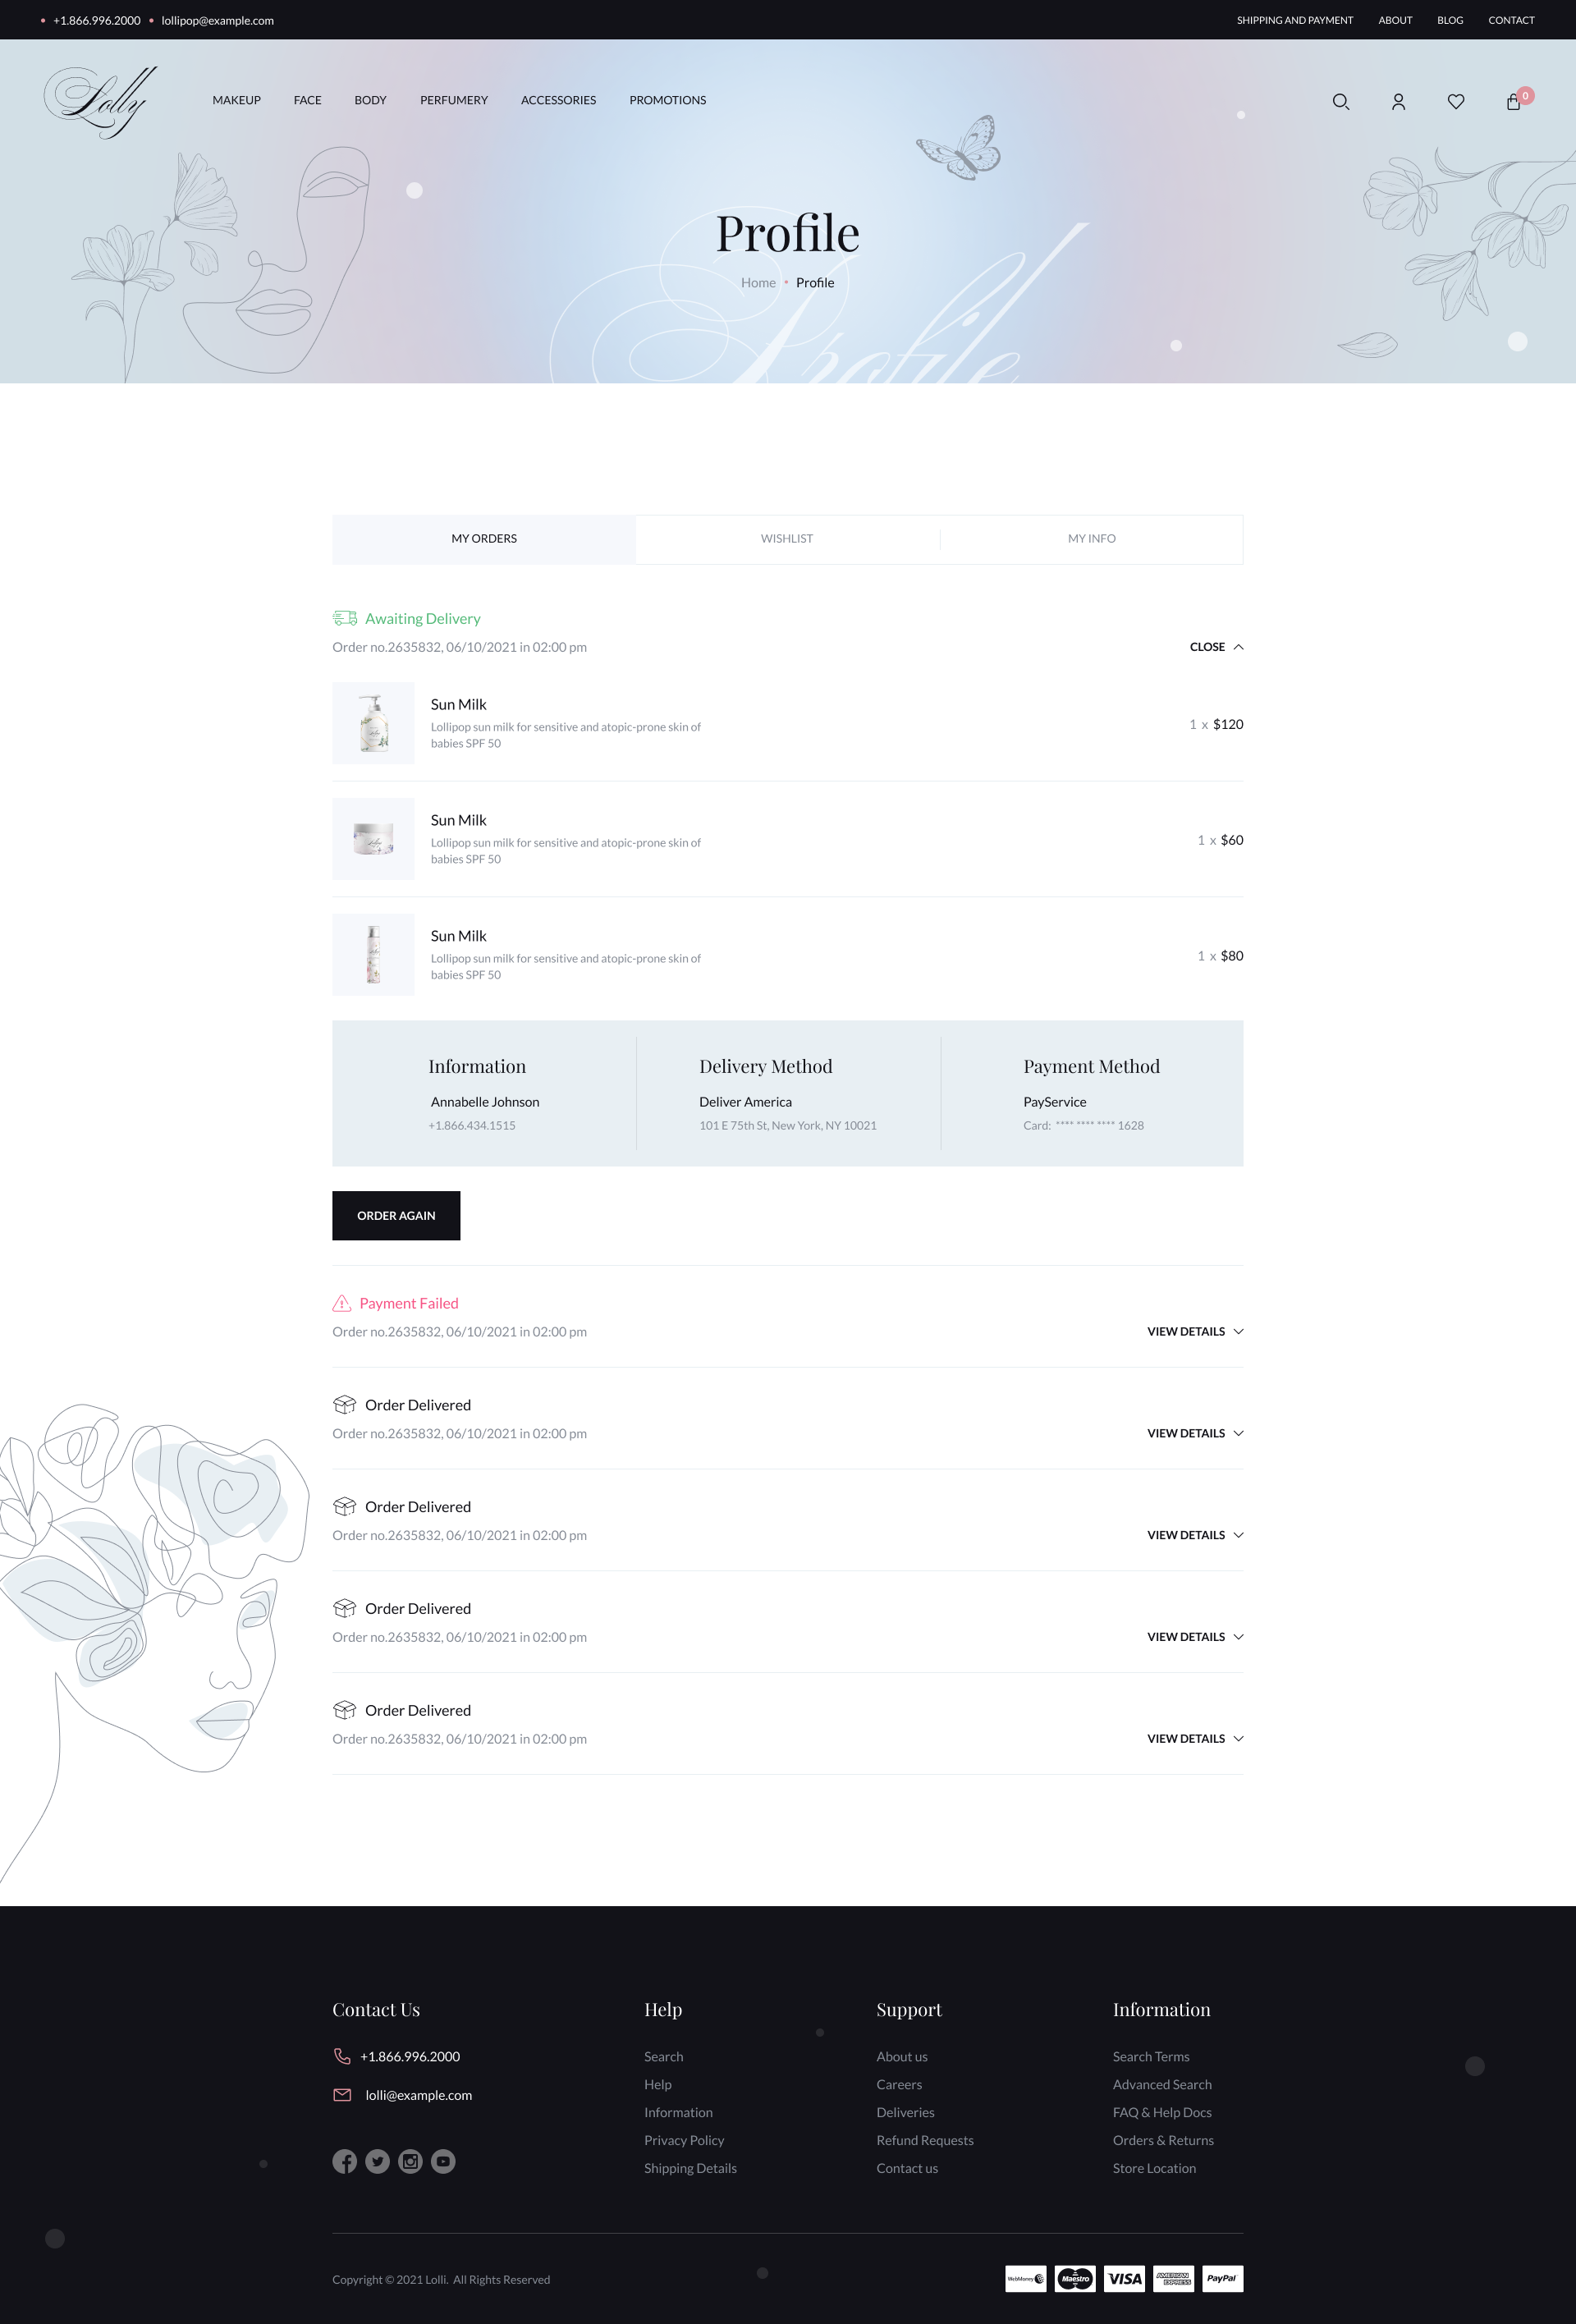 +1.866.996.2000
lollipop@example.com
SHIPPING AND PAYMENT
ABOUT
BLOG
CONTACT
Lolly
MAKEUP
FACE
BODY
PERFUMERY
ACCESSORIES
PROMOTIONS
0
Profile
Profile
Home
Profile
MY ORDERS
WISHLIST
MY INFO
Awaiting Delivery
Order no.2635832, 06/10/2021 in 02:00 pm
CLOSE
Sun Milk
Lollipop sun milk for sensitive and atopic-prone skin of
babies SPF 50
1 x $120
Sun Milk
Lollipop sun milk for sensitive and atopic-prone skin of
babies SPF 50
1 x $60
Sun Milk
Lollipop sun milk for sensitive and atopic-prone skin of
babies SPF 50
1 x $80
Information
Annabelle Johnson
+1.866.434.1515
Delivery Method
Deliver America
101 E 75th St, New York, NY 10021
Payment Method
PayService
Card: **** **** **** 1628
ORDER AGAIN
Payment Failed
Order no.2635832, 06/10/2021 in 02:00 pm
VIEW DETAILS
Order Delivered
Order no.2635832, 06/10/2021 in 02:00 pm
VIEW DETAILS
Order Delivered
Order no.2635832, 06/10/2021 in 02:00 pm
VIEW DETAILS
Order Delivered
Order no.2635832, 06/10/2021 in 02:00 pm
VIEW DETAILS
Order Delivered
Order no.2635832, 06/10/2021 in 02:00 pm
VIEW DETAILS
Contact Us
+1.866.996.2000
lolli@example.com
Help
Search
Help
Information
Privacy Policy
Shipping Details
Support
About us
Careers
Deliveries
Refund Requests
Contact us
Information
Search Terms
Advanced Search
FAQ & Help Docs
Orders & Returns
Store Location
Copyright © 2021 Lolli. All Rights Reserved
WebMoney
Maestro
VISA
AMERICAN
EXPRESS
PayPal